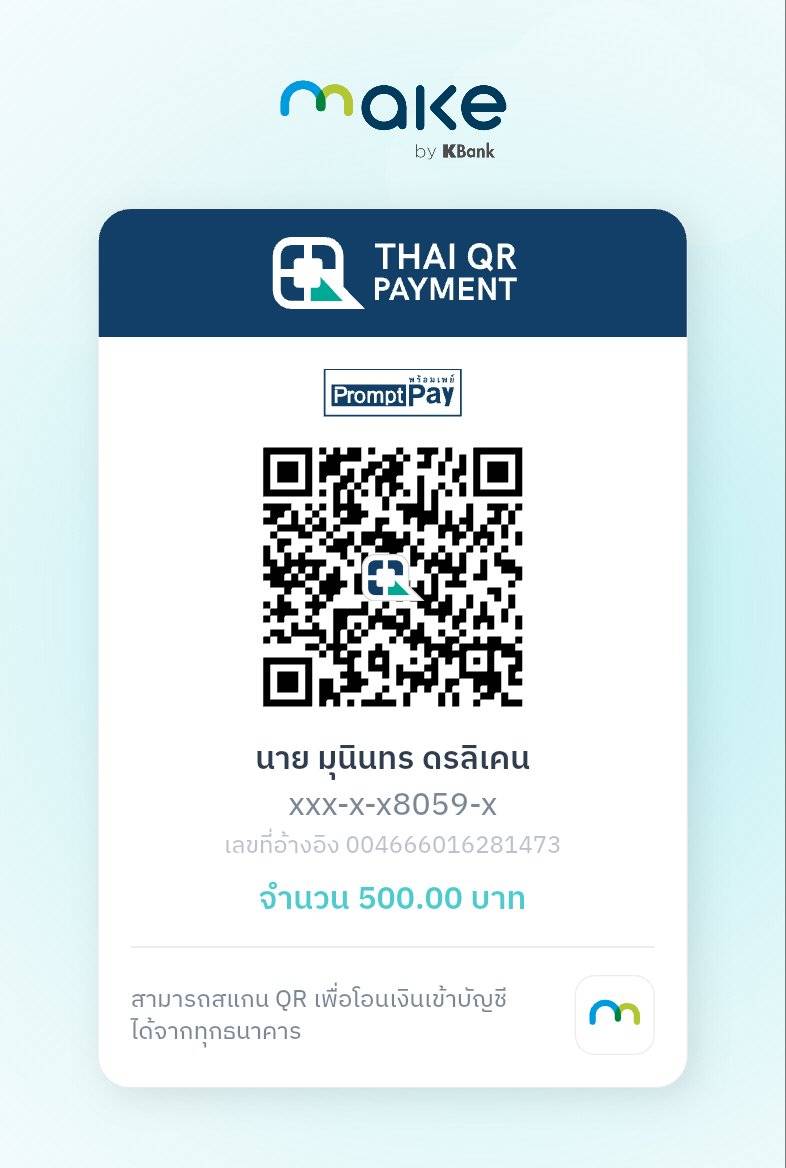 make
by KBank
THAI QR
PAYMENT
พร้อมเพย์
PromptPay
นาย มุนินทร ดรลิเคน
xxx-x-x8059-x
เลขที่อ้างอิง 004666016281473
จำนวน 500.00 บาท
สามารถสแกน QR เพื่อโอนเงินเข้าบัญชี
ได้จากทุกธนาคาร